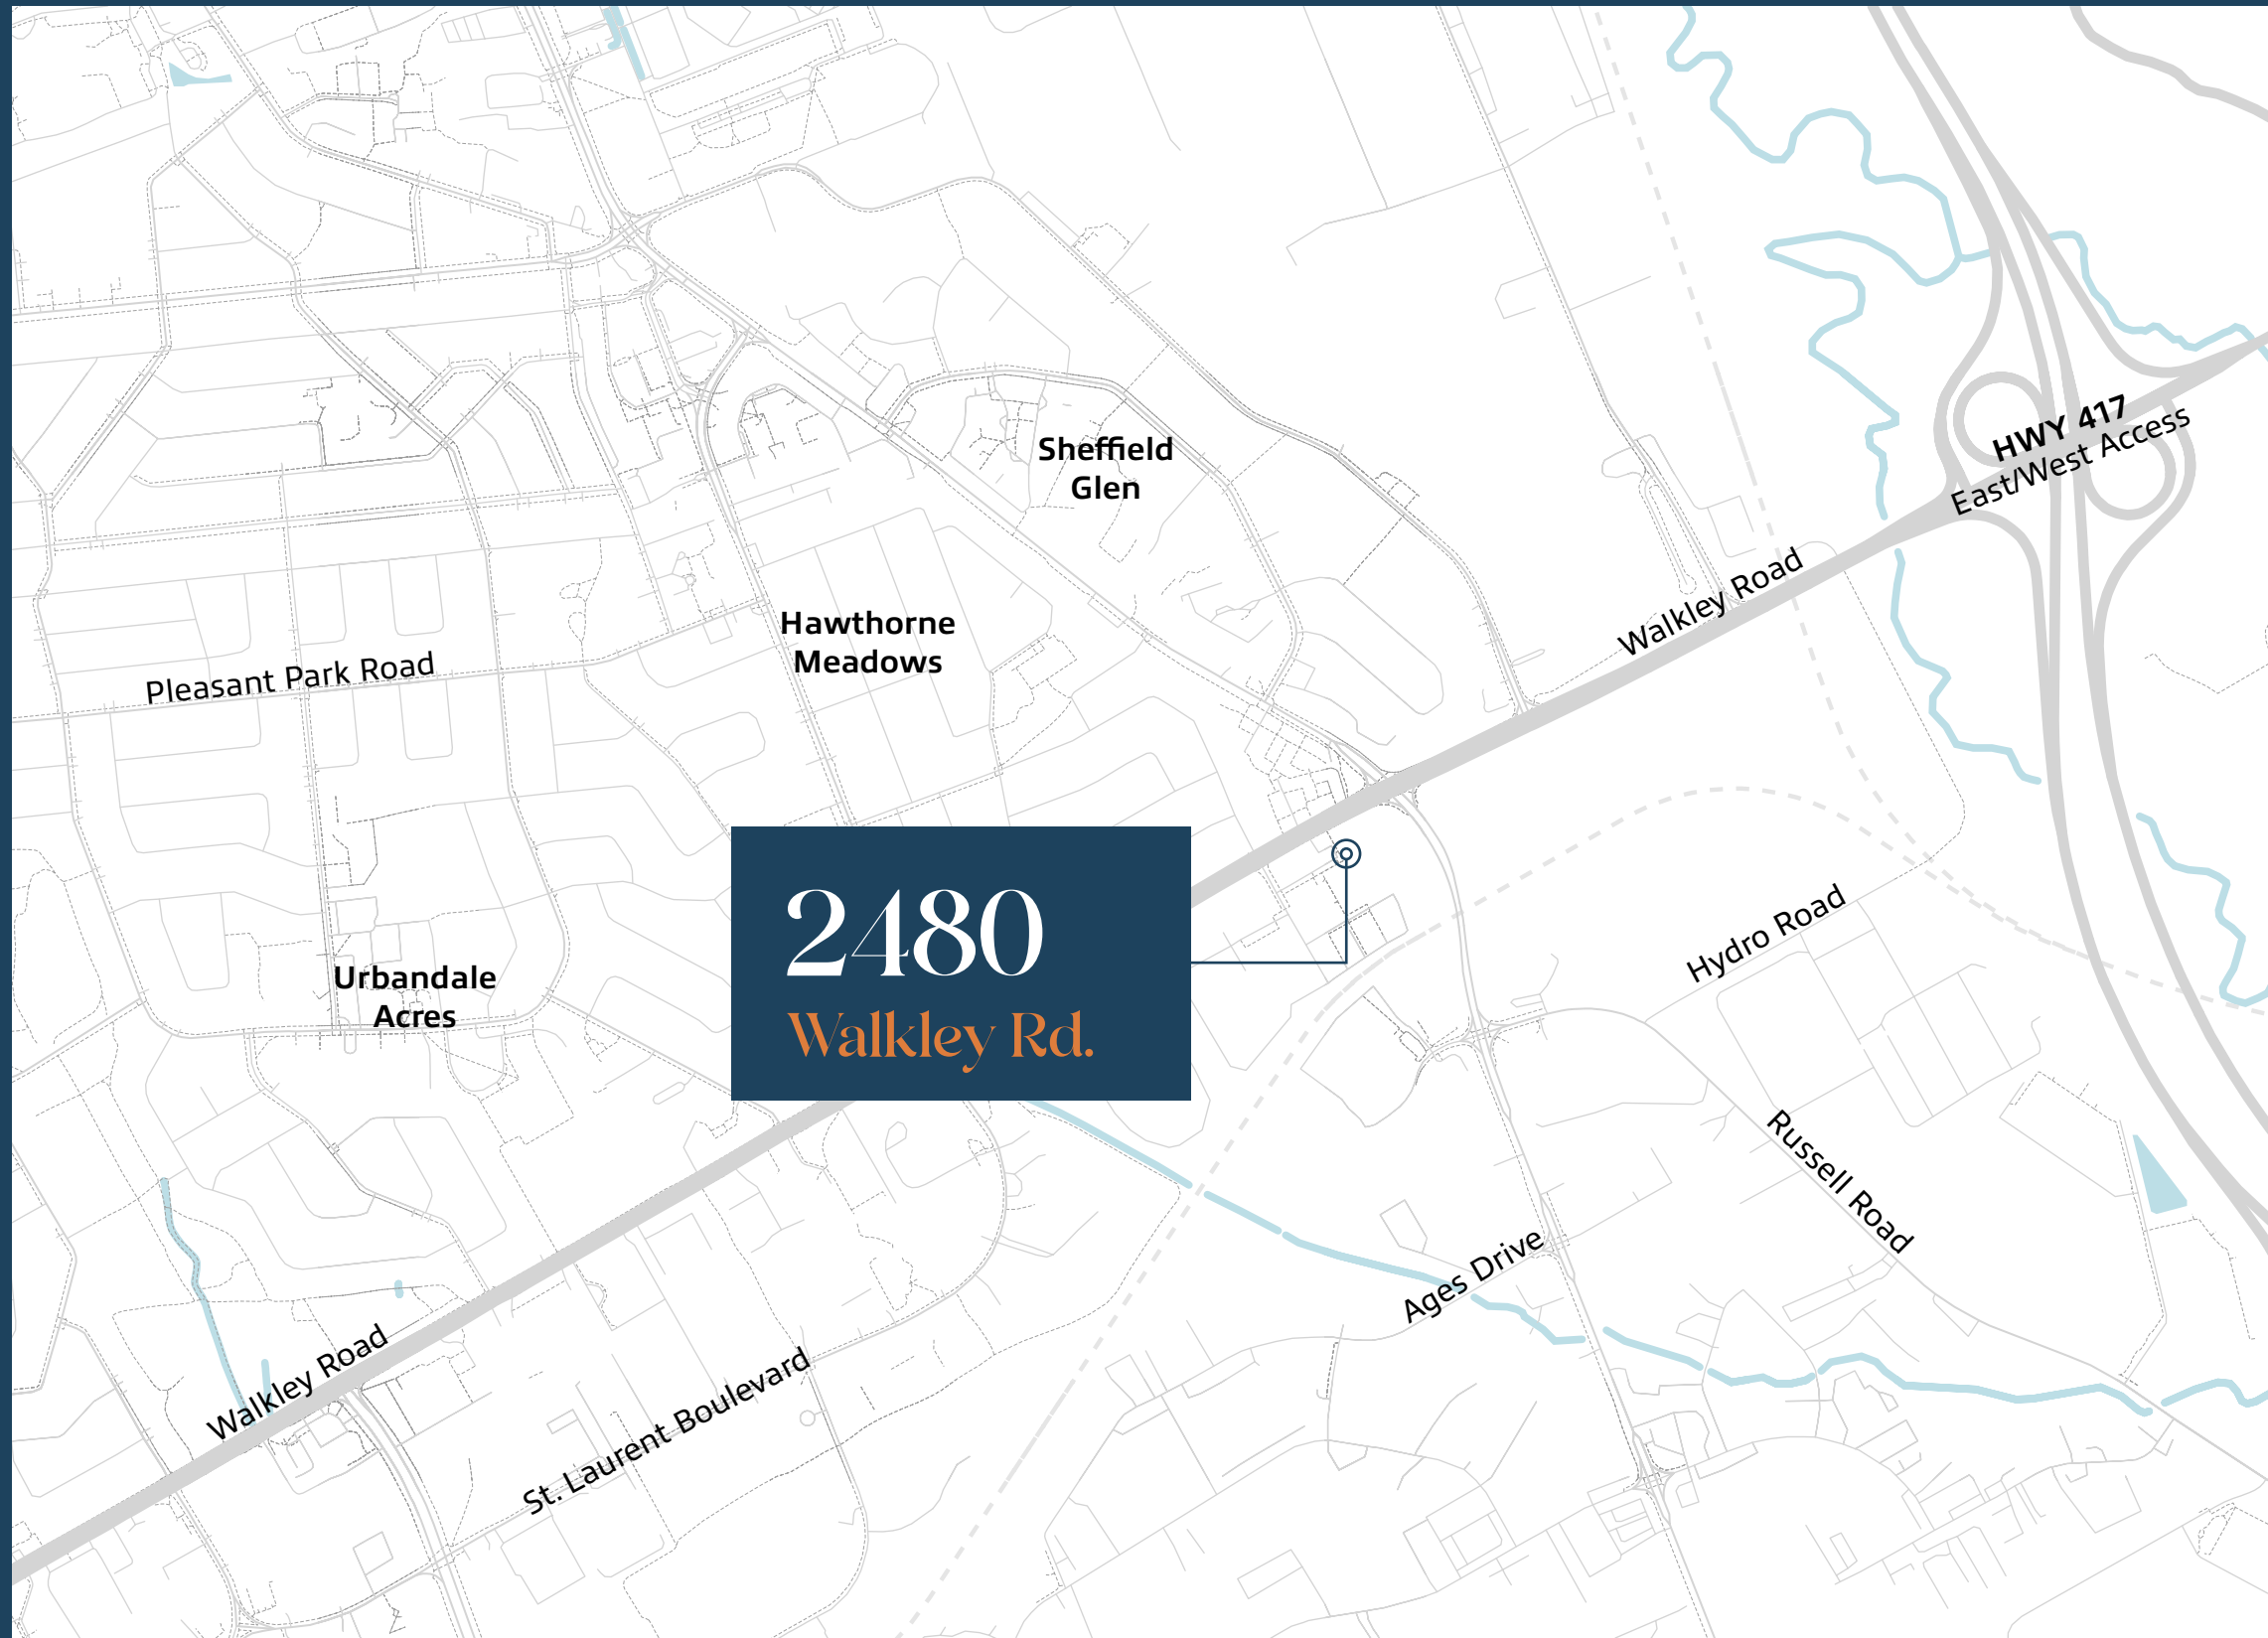 HWY 417
East/West Access
Sheffield
Glen
Walkley Road
Hawthorne
Meadows
Pleasant Park Road
2480
Walkley Rd.
Hydro Road
Urbandale
Acres
Russell Road
Ages Drive
Walkley Road
St. Laurent Boulevard